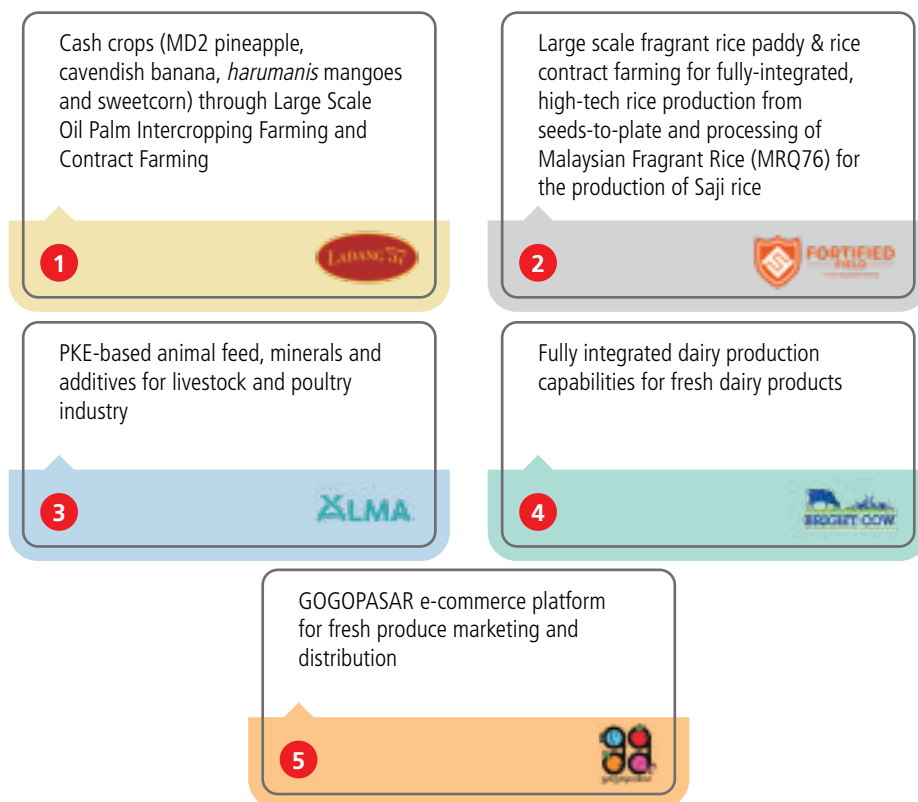 Cash crops (MD2 pineapple,
cavendish banana, harumanis mangoes
and sweetcorn) through Large Scale
Oil Palm Intercropping Farming and
Contract Farming
1
LADANG '57
Large scale fragrant rice paddy & rice
contract farming for fully-integrated,
high-tech rice production from
seeds-to-plate and processing of
Malaysian Fragrant Rice (MRQ76) for
the production of Saji rice
2
FORTIFIED
FIELD
PKE-based animal feed, minerals and
additives for livestock and poultry
industry
3
XLMA
Fully integrated dairy production
capabilities for fresh dairy products
4
BRIGHT COW
GOGOPASAR e-commerce platform
for fresh produce marketing and
distribution
5
gogopasar